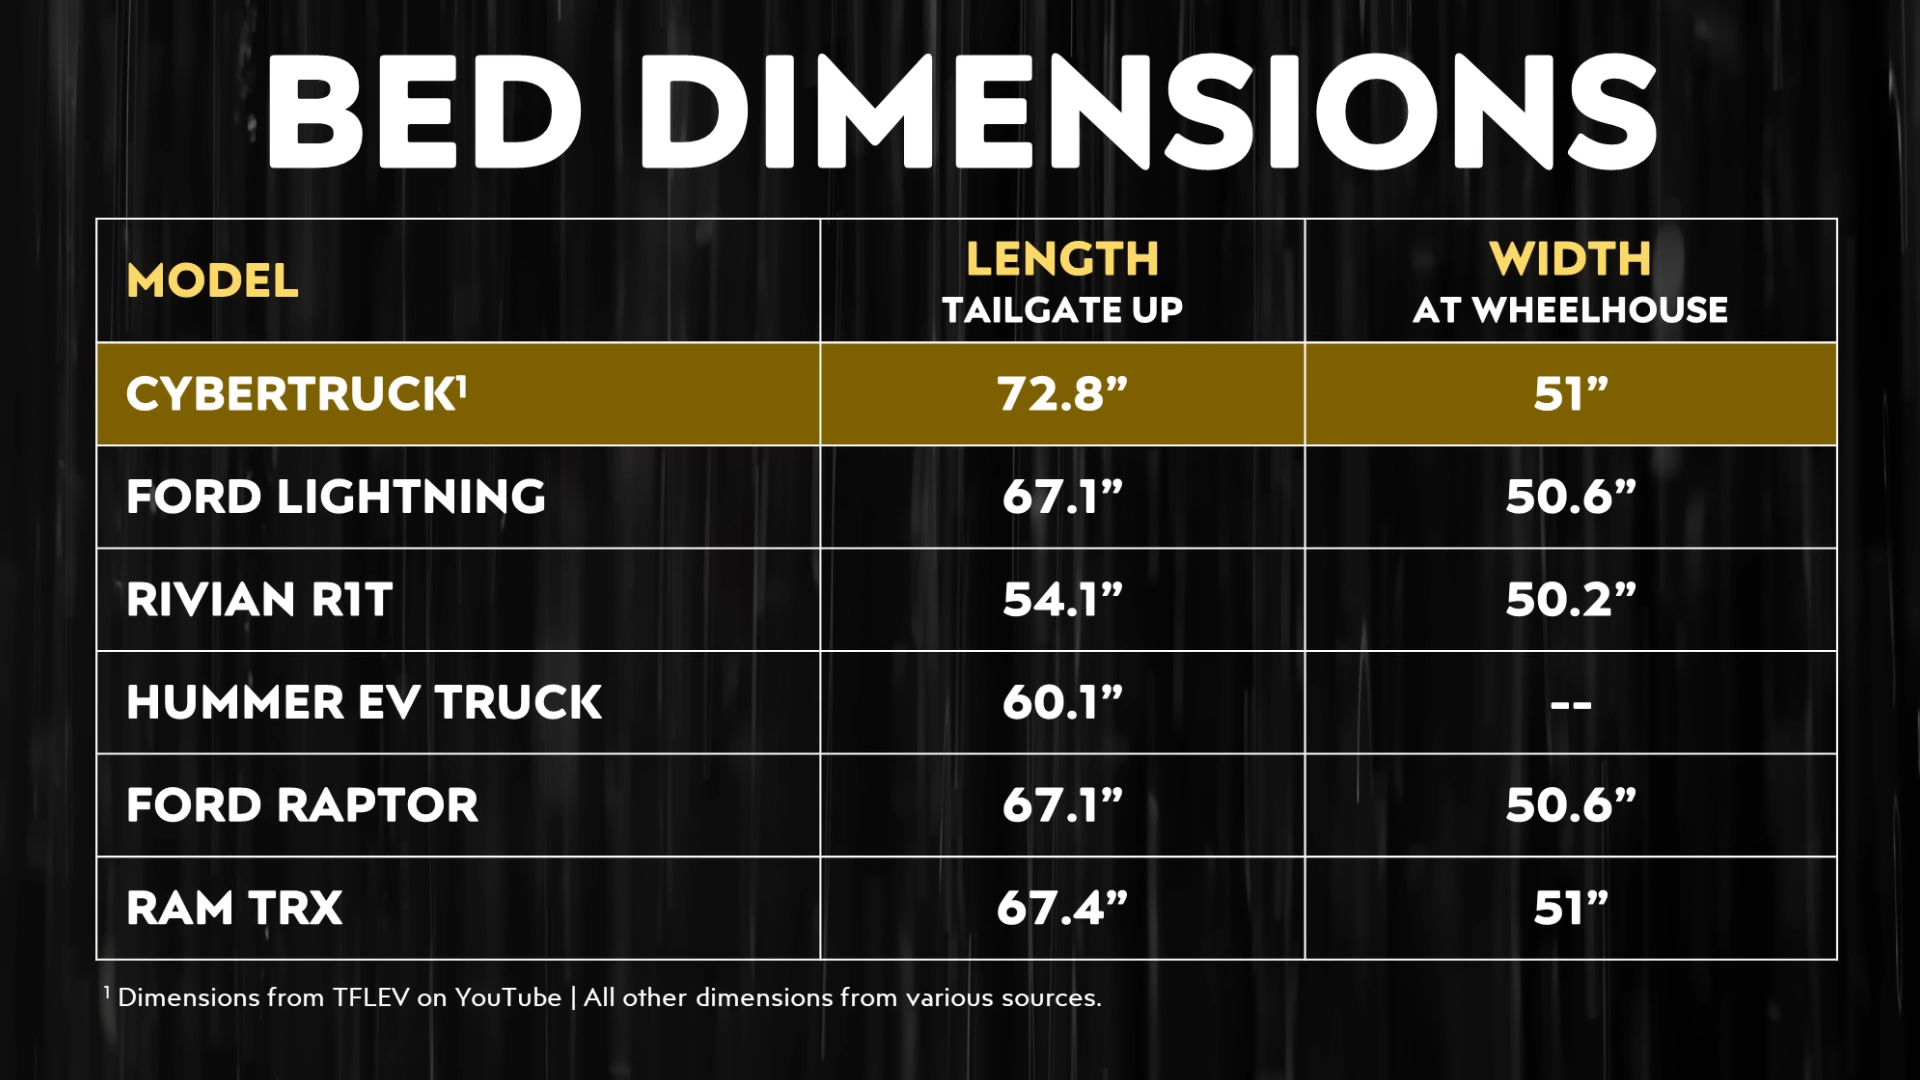 BED DIMENSIONS
MODEL LENGTH WIDTH
TAILGATE UP AT WHEELHOUSE
CYBERTRUCK¹ 72.8” 51”
FORD LIGHTNING 67.1” 50.6”
RIVIAN R1T 54.1” 50.2”
HUMMER EV TRUCK 60.1” --
FORD RAPTOR 67.1” 50.6”
RAM TRX 67.4” 51”
¹ Dimensions from TFLEV on YouTube | All other dimensions from various sources.